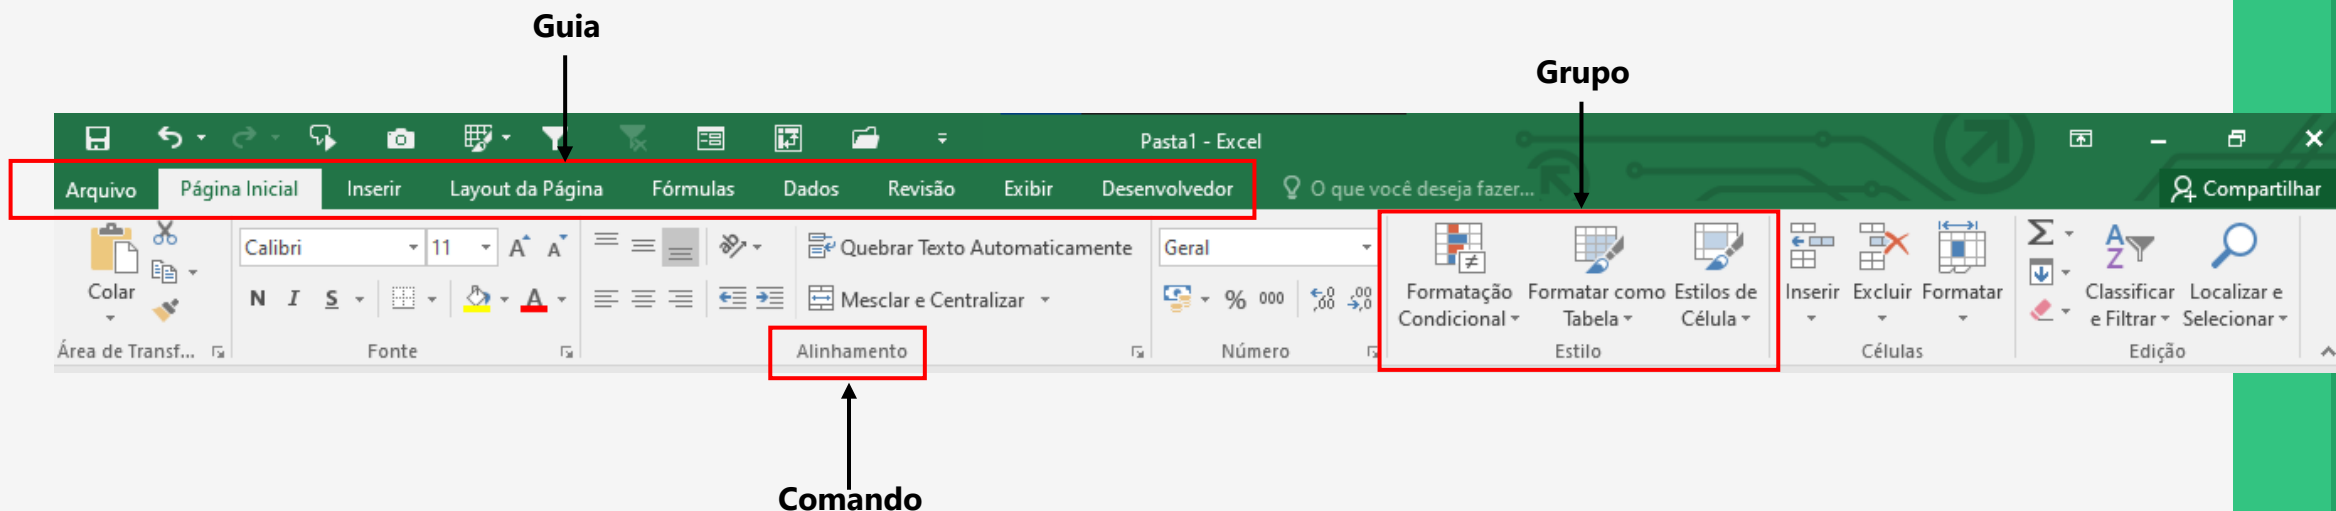 Guia
Grupo
Pasta1 - Excel
Arquivo Página Inicial Inserir Layout da Página Fórmulas Dados Revisão Exibir Desenvolvedor O que você deseja fazer... Compartilhar
Calibri 11 A A Quebrar Texto Automaticamente Geral
Colar N I S A Mesclar e Centralizar % 000 ,00 ,0
Formatação Condicional
Formatar como Tabela
Estilos de Célula
Inserir Excluir Formatar
Classificar e Filtrar
Localizar e Selecionar
Área de Transf... Fonte Alinhamento Número Estilo Células Edição
Comando